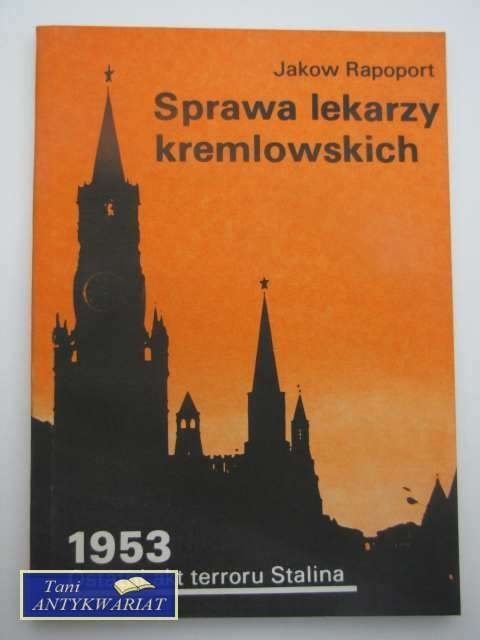 Jakow Rapoport
Sprawa lekarzy
kremlowskich
1953
terroru Stalina
Tani
ANTYKWARIAT